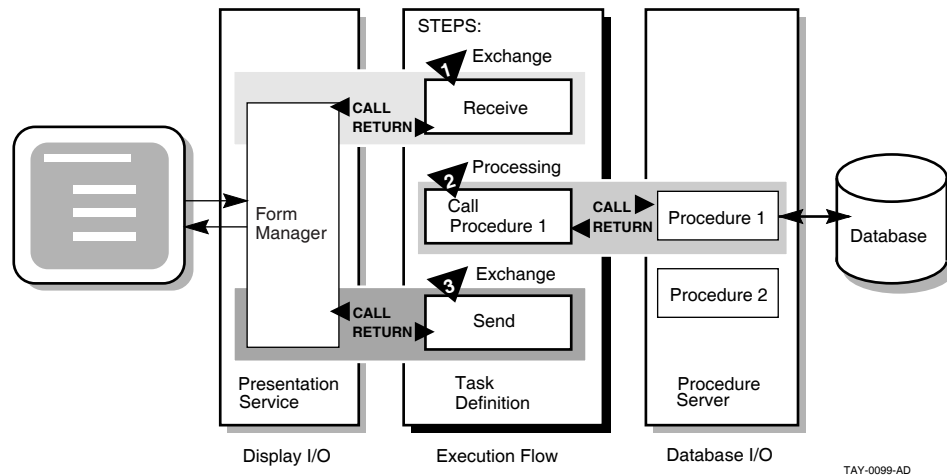 STEPS:
1 Exchange
Receive
CALL
RETURN
2 Processing
Call
Procedure 1
CALL
RETURN
Procedure 1
Database
Form
Manager
3 Exchange
Send
CALL
RETURN
Procedure 2
Presentation
Service
Task
Definition
Procedure
Server
Display I/O
Execution Flow
Database I/O
TAY-0099-AD